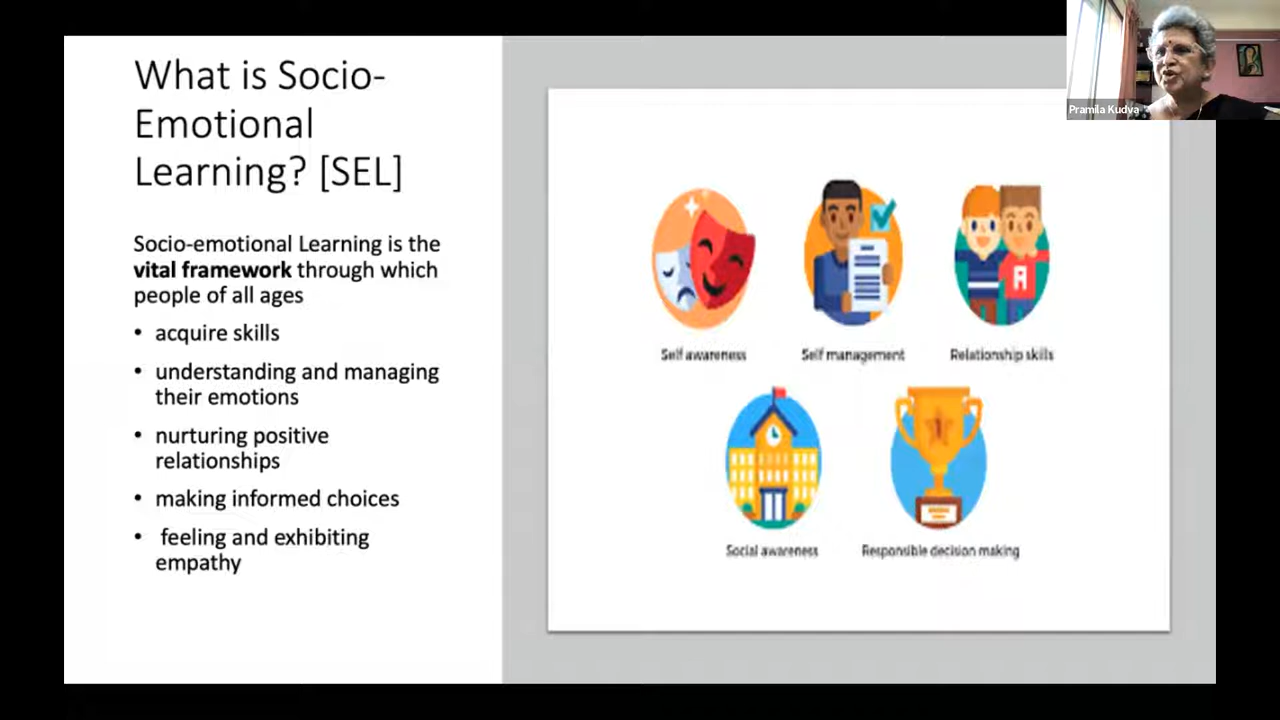 What is Socio-
Emotional
Learning? [SEL]
Socio-emotional Learning is the
vital framework through which
people of all ages
• acquire skills
• understanding and managing
their emotions
• nurturing positive
relationships
• making informed choices
• feeling and exhibiting
empathy
Self awareness
Self management
Relationship skills
A
Social awareness
Responsible decision making
Pramila Kudva